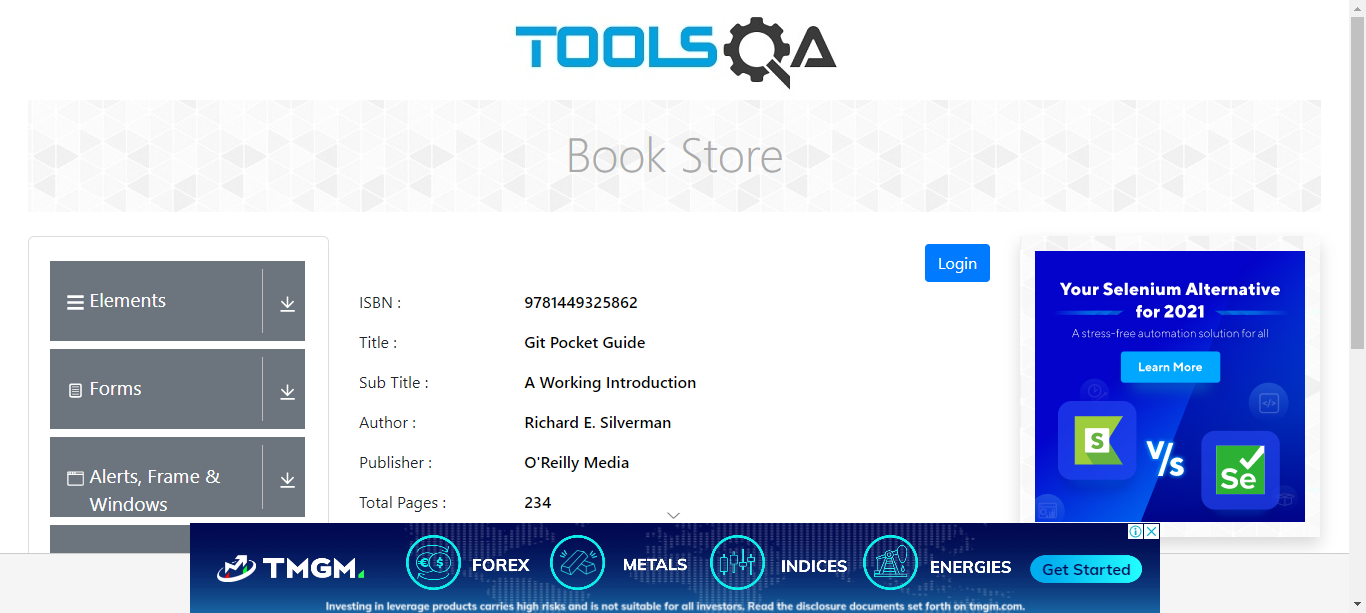 TOOLSQA
Book Store
Elements
Forms
Alerts, Frame &
Windows
Login
ISBN : 9781449325862
Title : Git Pocket Guide
Sub Title : A Working Introduction
Author : Richard E. Silverman
Publisher : O'Reilly Media
Total Pages : 234
Your Selenium Alternative
for 2021
A stress-free automation solution for all
Learn More
S
V/s
Se
</>
TMGM
FOREX
METALS
INDICES
ENERGIES
Get Started
Investing in leverage products carries high risks and is not suitable for all investors. Read the disclosure documents set forth on tmgm.com.